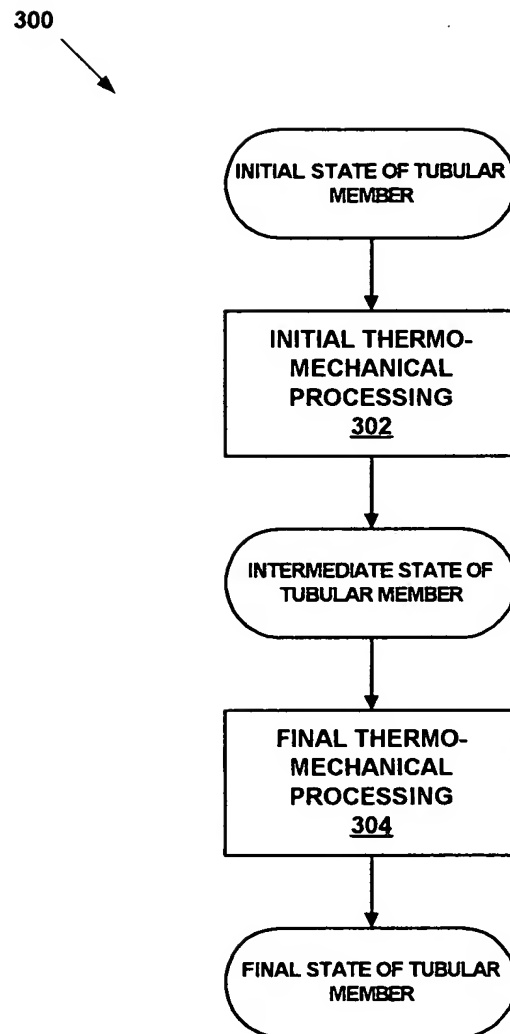 300
INITIAL STATE OF TUBULAR
MEMBER
INITIAL THERMO-
MECHANICAL
PROCESSING
302
INTERMEDIATE STATE OF
TUBULAR MEMBER
FINAL THERMO-
MECHANICAL
PROCESSING
304
FINAL STATE OF TUBULAR
MEMBER